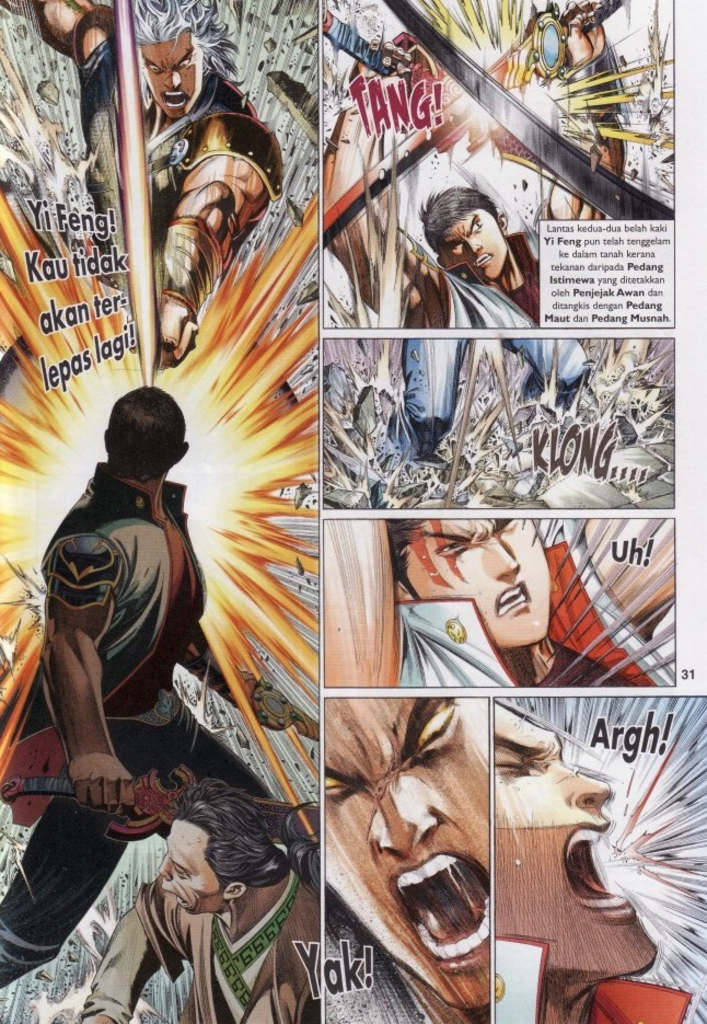 Yi Feng!
Kau tidak
akan ter-
lepas lagi!
Yak!
TANG!
Lantas kedua-dua belah kaki
Yi Feng pun telah tenggelam
ke dalam tanah kerana
tekanan daripada Pedang
Istimewa yang ditetakkan
oleh Penjejak Awan dan
ditangkis dengan Pedang
Maut dan Pedang Musnah.
KLONG....
Uh!
31
Argh!